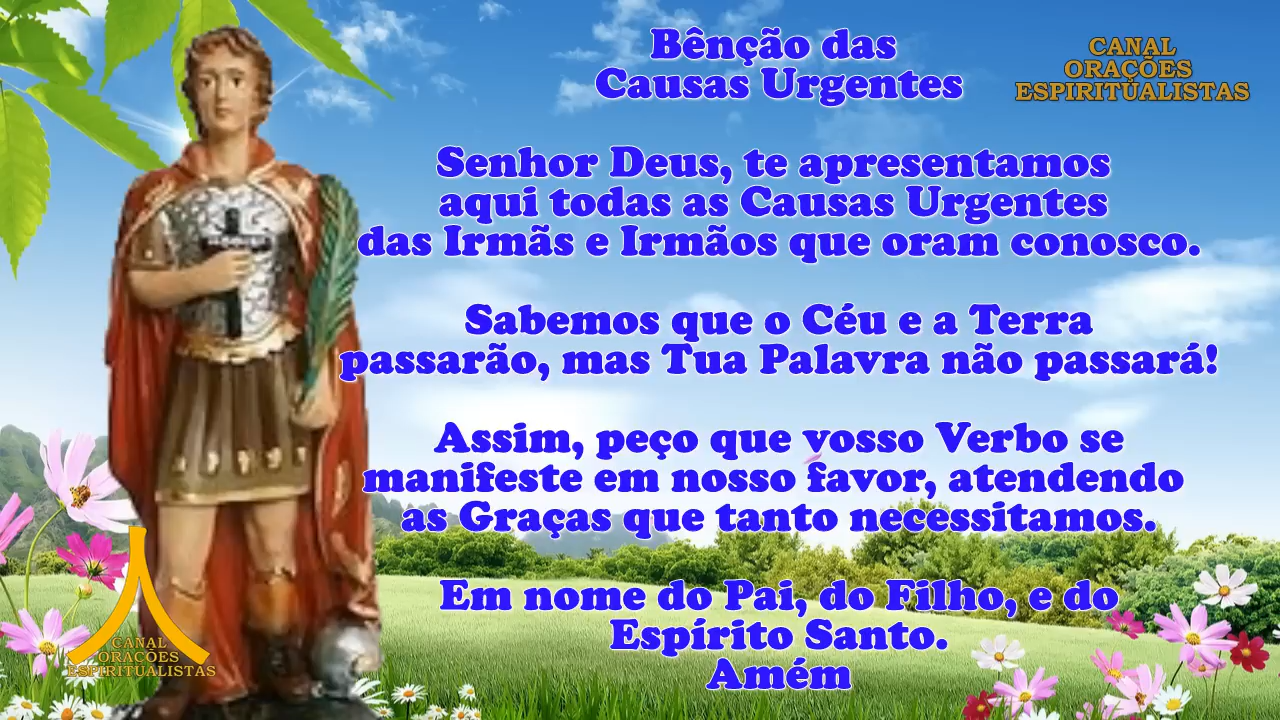 Bênção das
Causas Urgentes
CANAL
ORAÇÕES
ESPIRITUALISTAS
Senhor Deus, te apresentamos
aqui todas as Causas Urgentes
das Irmãs e Irmãos que oram conosco.
Sabemos que o Céu e a Terra
passarão, mas Tua Palavra não passará!
Assim, peço que vosso Verbo se
manifeste em nosso favor, atendendo
as Graças que tanto necessitamos.
Em nome do Pai, do Filho, e do
Espírito Santo.
Amém
CANAL
ORAÇÕES
ESPIRITUALISTAS